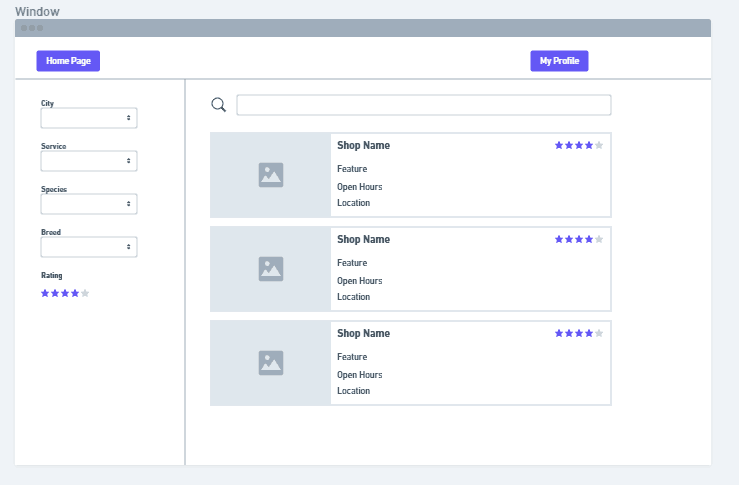 Window
Home Page
My Profile
City
Service
Species
Breed
Rating
Shop Name
Feature
Open Hours
Location
Shop Name
Feature
Open Hours
Location
Shop Name
Feature
Open Hours
Location